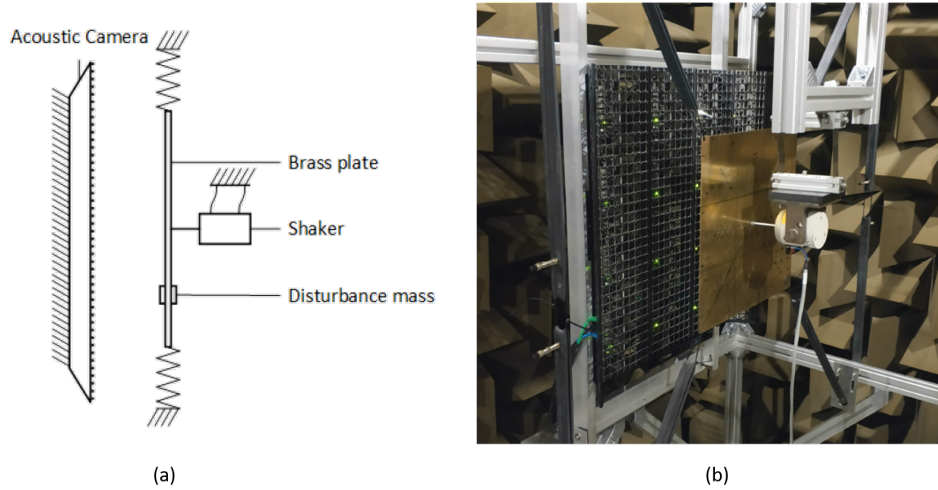 Acoustic Camera
Brass plate
Shaker
Disturbance mass
(a)
(b)